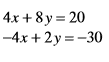 4x + 8y = 20
-4x + 2y = -30